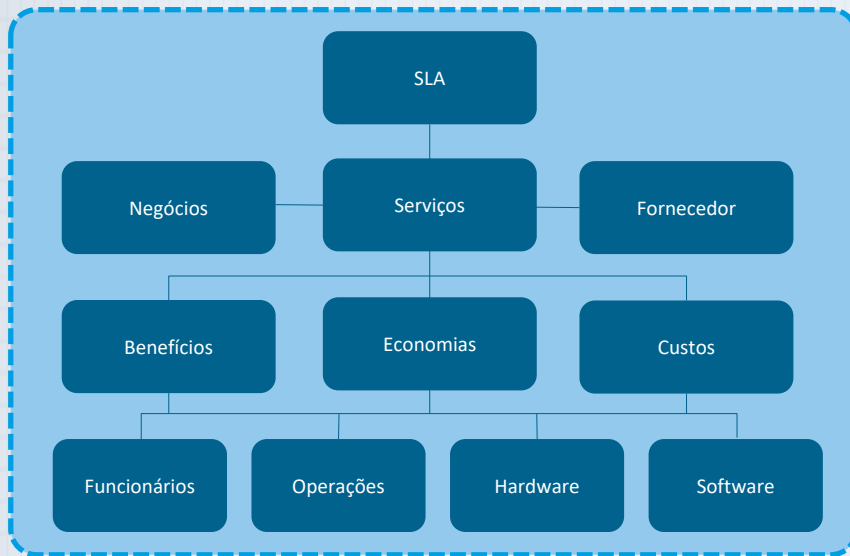 SLA
Negócios
Serviços
Fornecedor
Benefícios
Economias
Custos
Funcionários
Operações
Hardware
Software